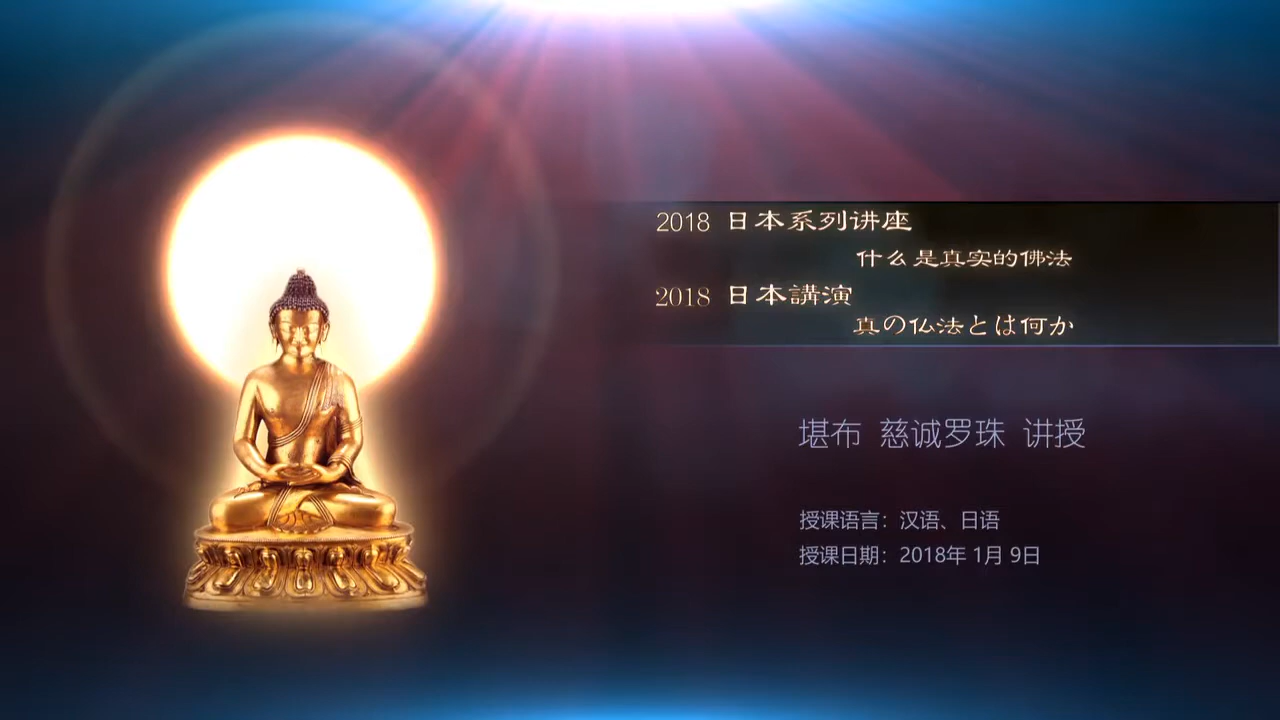 2018 日本系列讲座
什么是真实的佛法
2018 日本講演
真の仏法とは何か
堪布 慈诚罗珠 讲授
授课语言：汉语、日语
授课日期：2018年 1月 9日